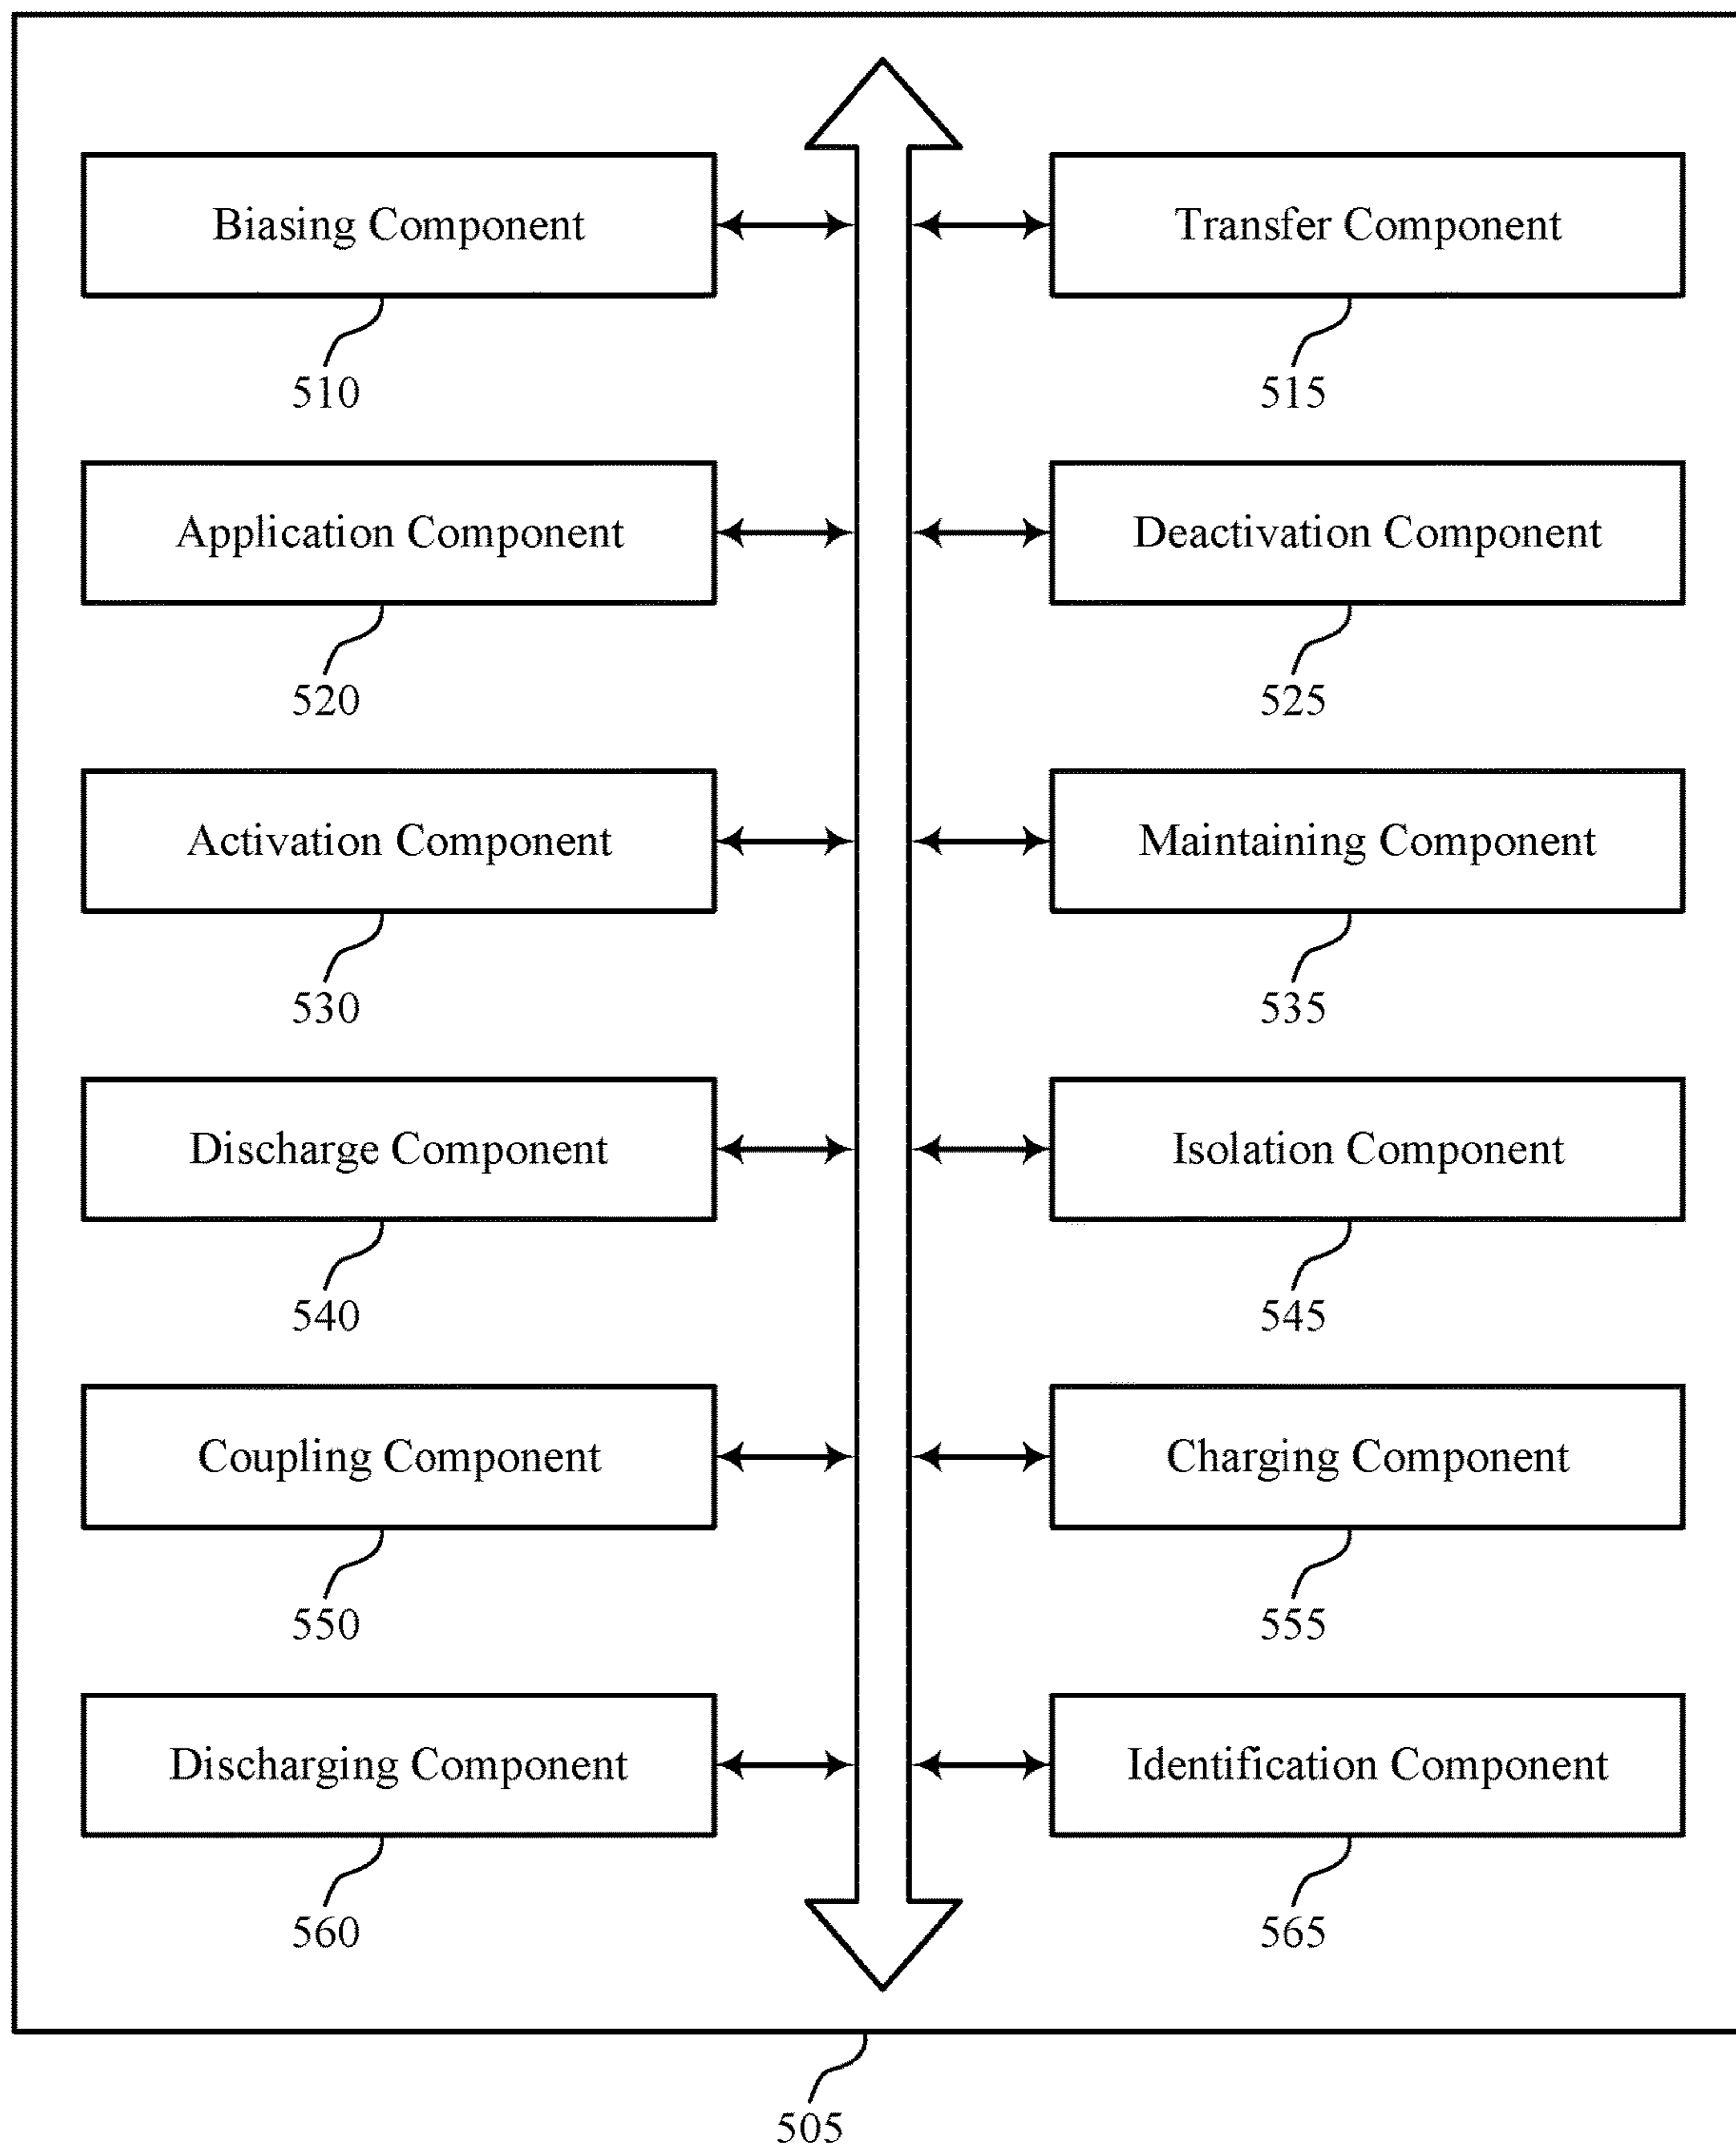 Biasing Component
Transfer Component
510
515
Application Component
Deactivation Component
520
525
Activation Component
Maintaining Component
530
535
Discharge Component
Isolation Component
540
545
Coupling Component
Charging Component
550
555
Discharging Component
Identification Component
560
565
505